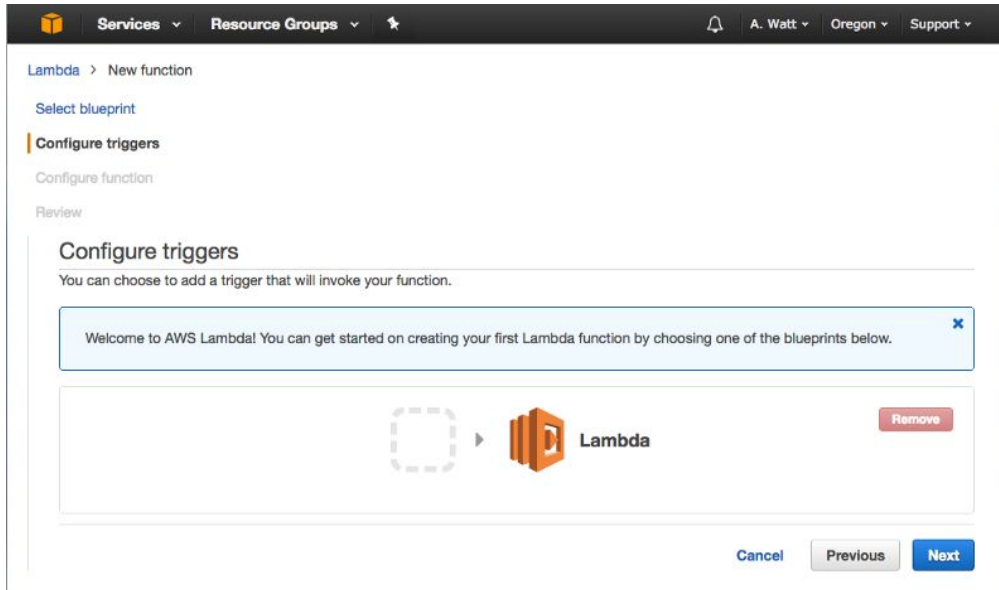 Services Resource Groups A. Watt Oregon Support
Lambda > New function
Select blueprint
Configure triggers
Configure function
Review
Configure triggers
You can choose to add a trigger that will invoke your function.
Welcome to AWS Lambda! You can get started on creating your first Lambda function by choosing one of the blueprints below.
Remove
Lambda
Cancel Previous Next